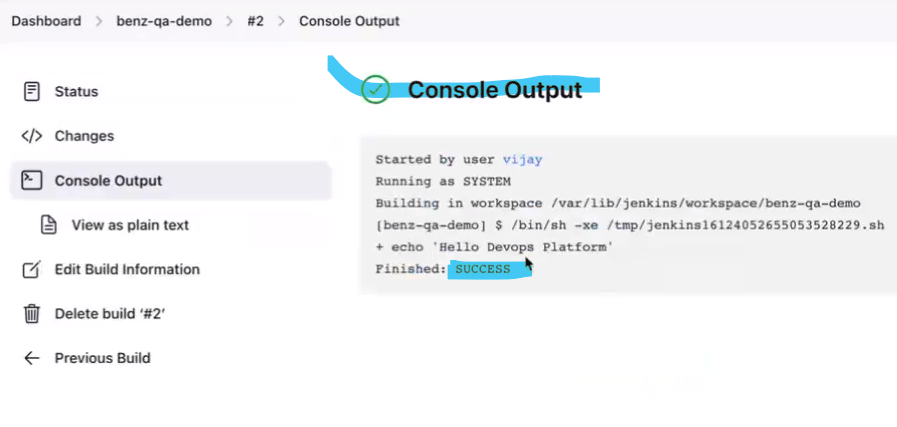 Dashboard > benz-qa-demo > #2 > Console Output
Status
Changes
Console Output
View as plain text
Edit Build Information
Delete build ‘#2’
Previous Build
Console Output
Started by user vijay
Running as SYSTEM
Building in workspace /var/lib/jenkins/workspace/benz-qa-demo
[benz-qa-demo] $ /bin/sh -xe /tmp/jenkins16124052655053528229.sh
+ echo 'Hello Devops Platform'
Finished: SUCCESS